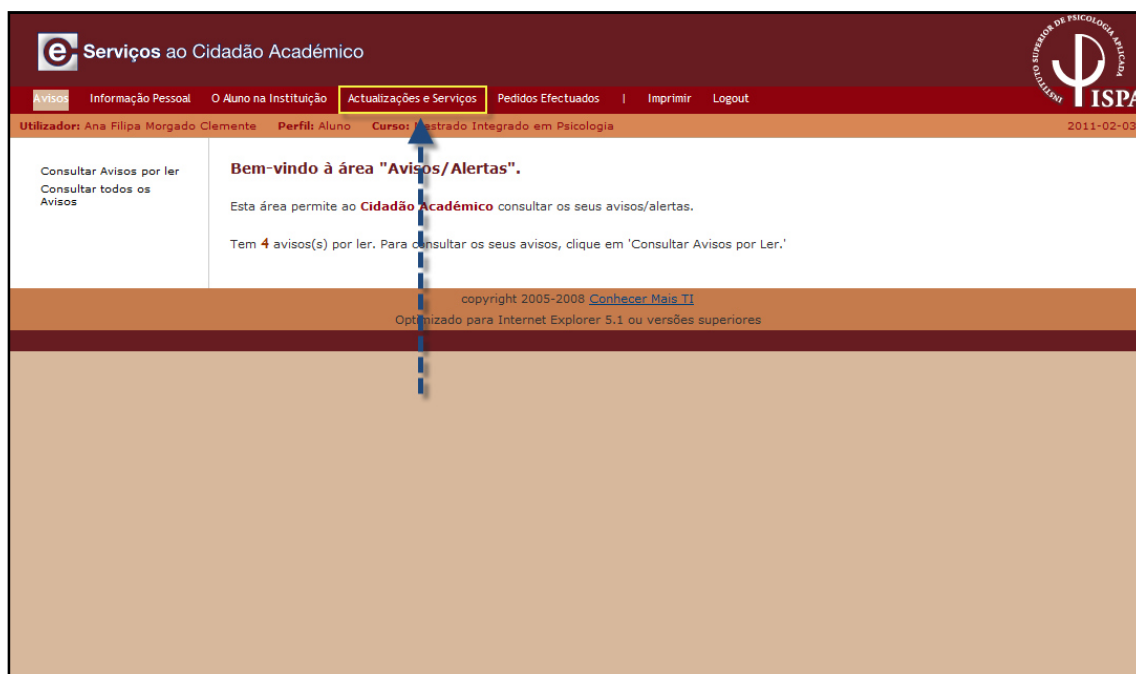 e Serviços ao Cidadão Académico
INSTITUTO SUPERIOR DE PSICOLOGIA APLICADA
ISPA
Avisos Informação Pessoal O Aluno na Instituição Actualizações e Serviços Pedidos Efectuados | Imprimir Logout
Utilizador: Ana Filipa Morgado Clemente Perfil: Aluno Curso: Mestrado Integrado em Psicologia 2011-02-03
Consultar Avisos por ler
Consultar todos os
Avisos
Bem-vindo à área "Avisos/Alertas".
Esta área permite ao Cidadão Académico consultar os seus avisos/alertas.
Tem 4 avisos(s) por ler. Para consultar os seus avisos, clique em 'Consultar Avisos por Ler.'
copyright 2005-2008 Conhecer Mais TI
Optimizado para Internet Explorer 5.1 ou versões superiores